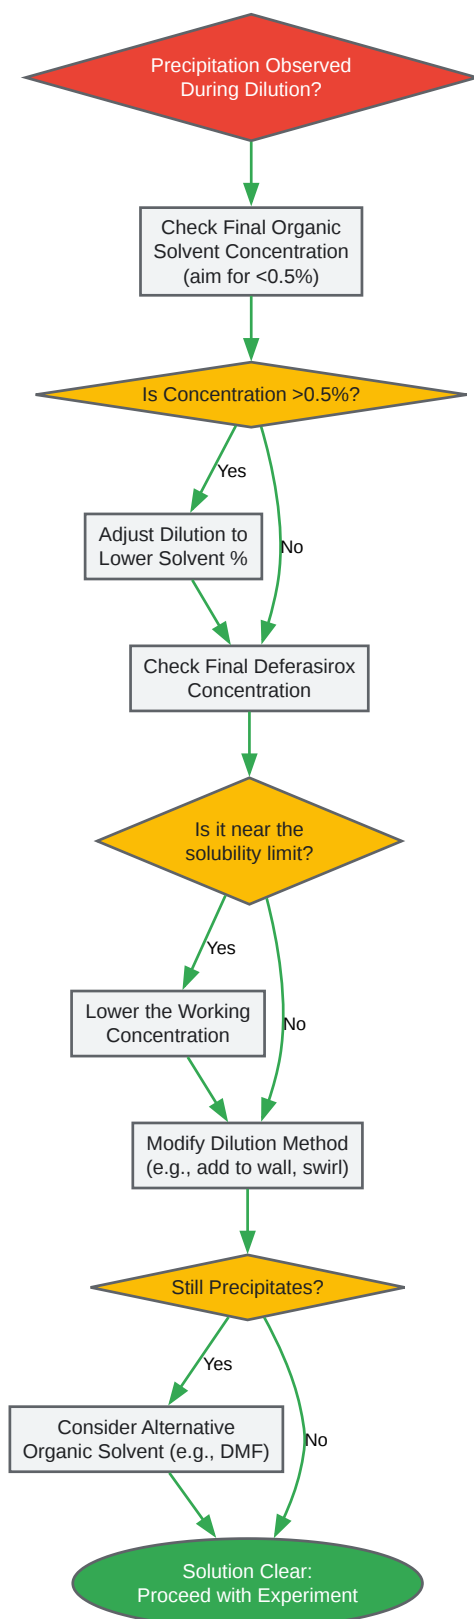 Precipitation Observed
During Dilution?
Check Final Organic
Solvent Concentration
(aim for <0.5%)
Is Concentration >0.5%?
Yes
Adjust Dilution to
Lower Solvent %
No
Check Final Deferasirox
Concentration
Is it near the
solubility limit?
Yes
Lower the Working
Concentration
No
Modify Dilution Method
(e.g., add to wall, swirl)
Still Precipitates?
Yes
Consider Alternative
Organic Solvent (e.g., DMF)
No
Solution Clear:
Proceed with Experiment